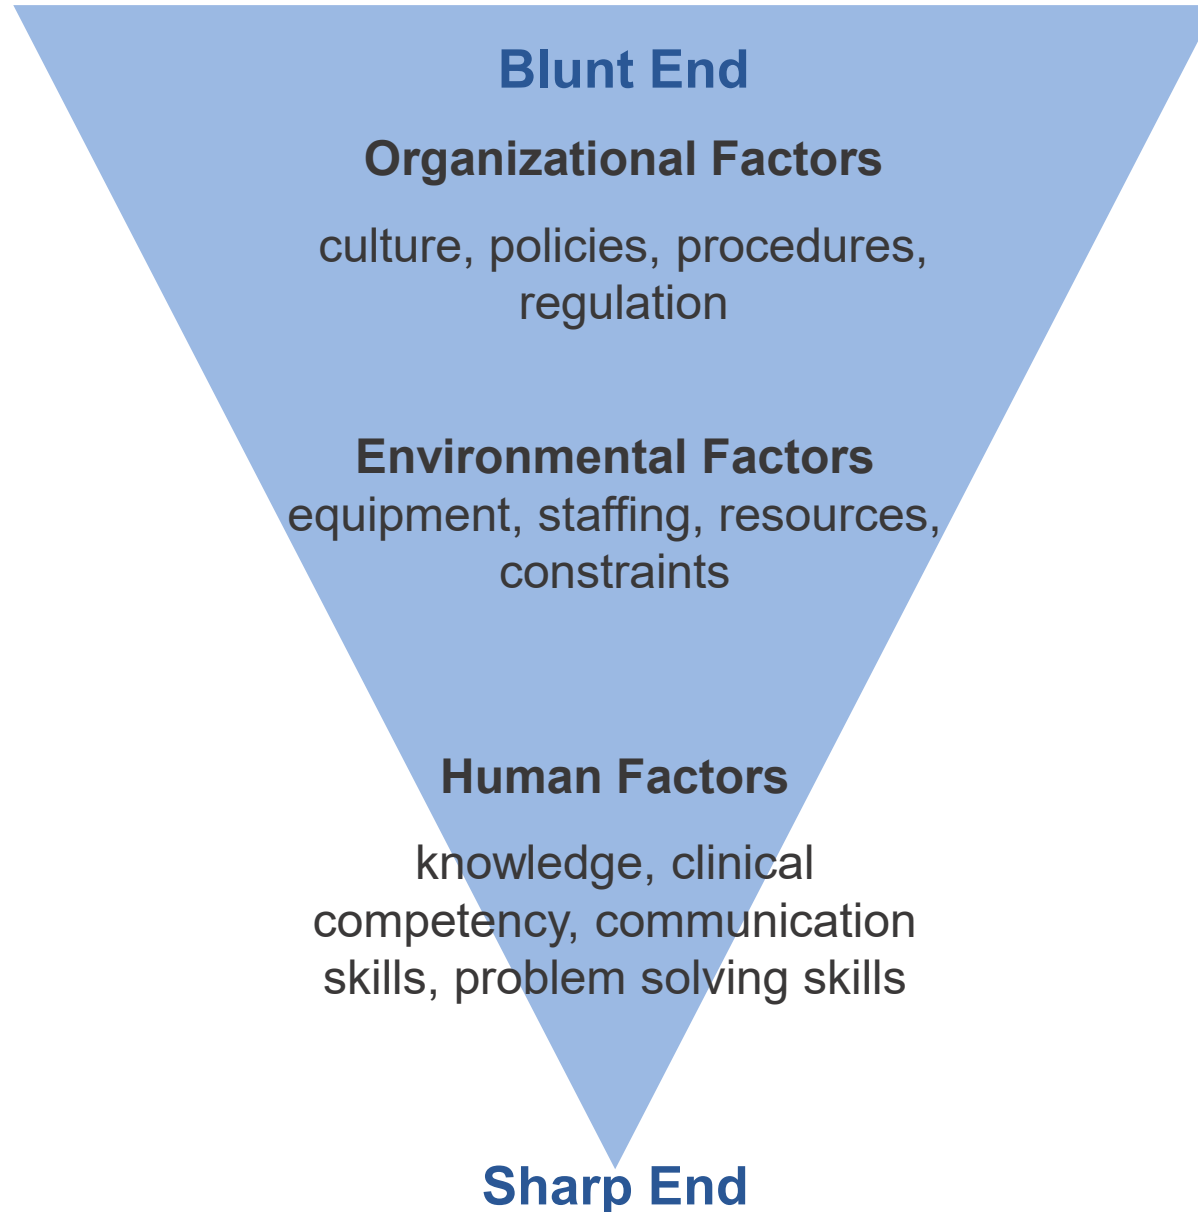 Blunt End
Organizational Factors
culture, policies, procedures,
regulation
Environmental Factors
equipment, staffing, resources,
constraints
Human Factors
knowledge, clinical
competency, communication
skills, problem solving skills
Sharp End